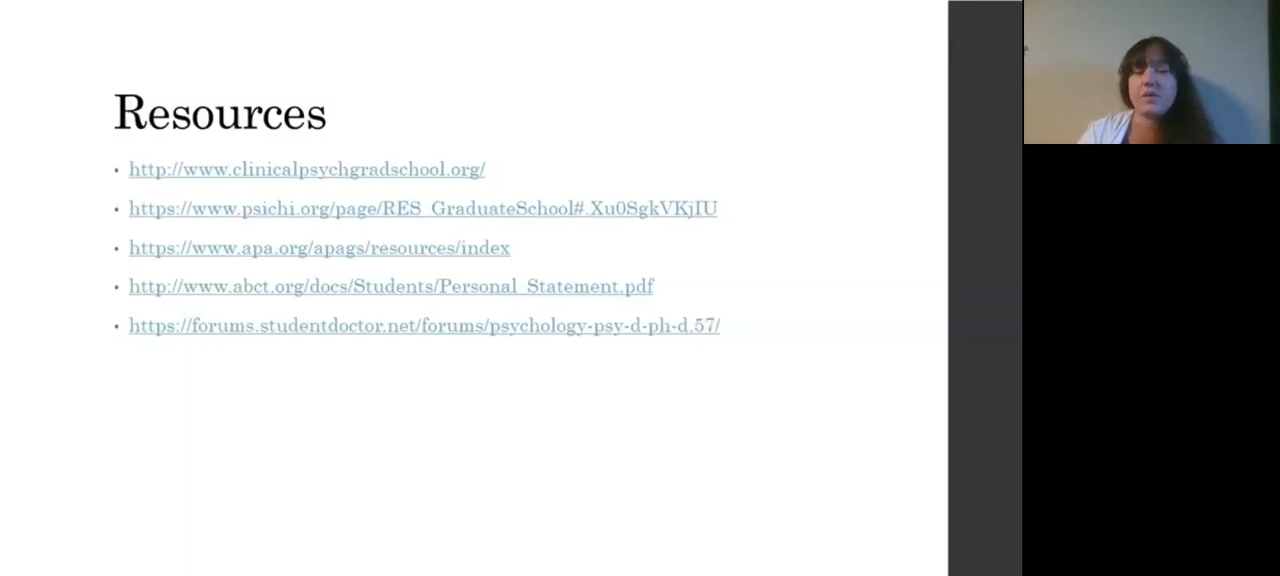 Resources
• http://www.clinicalpsychgradschool.org/
• https://www.psichi.org/page/RES_GraduateSchool#.Xu0SgkVKjIU
• https://www.apa.org/apags/resources/index
• http://www.abct.org/docs/Students/Personal_Statement.pdf
• https://forums.studentdoctor.net/forums/psychology-psy-d-ph-d.57/